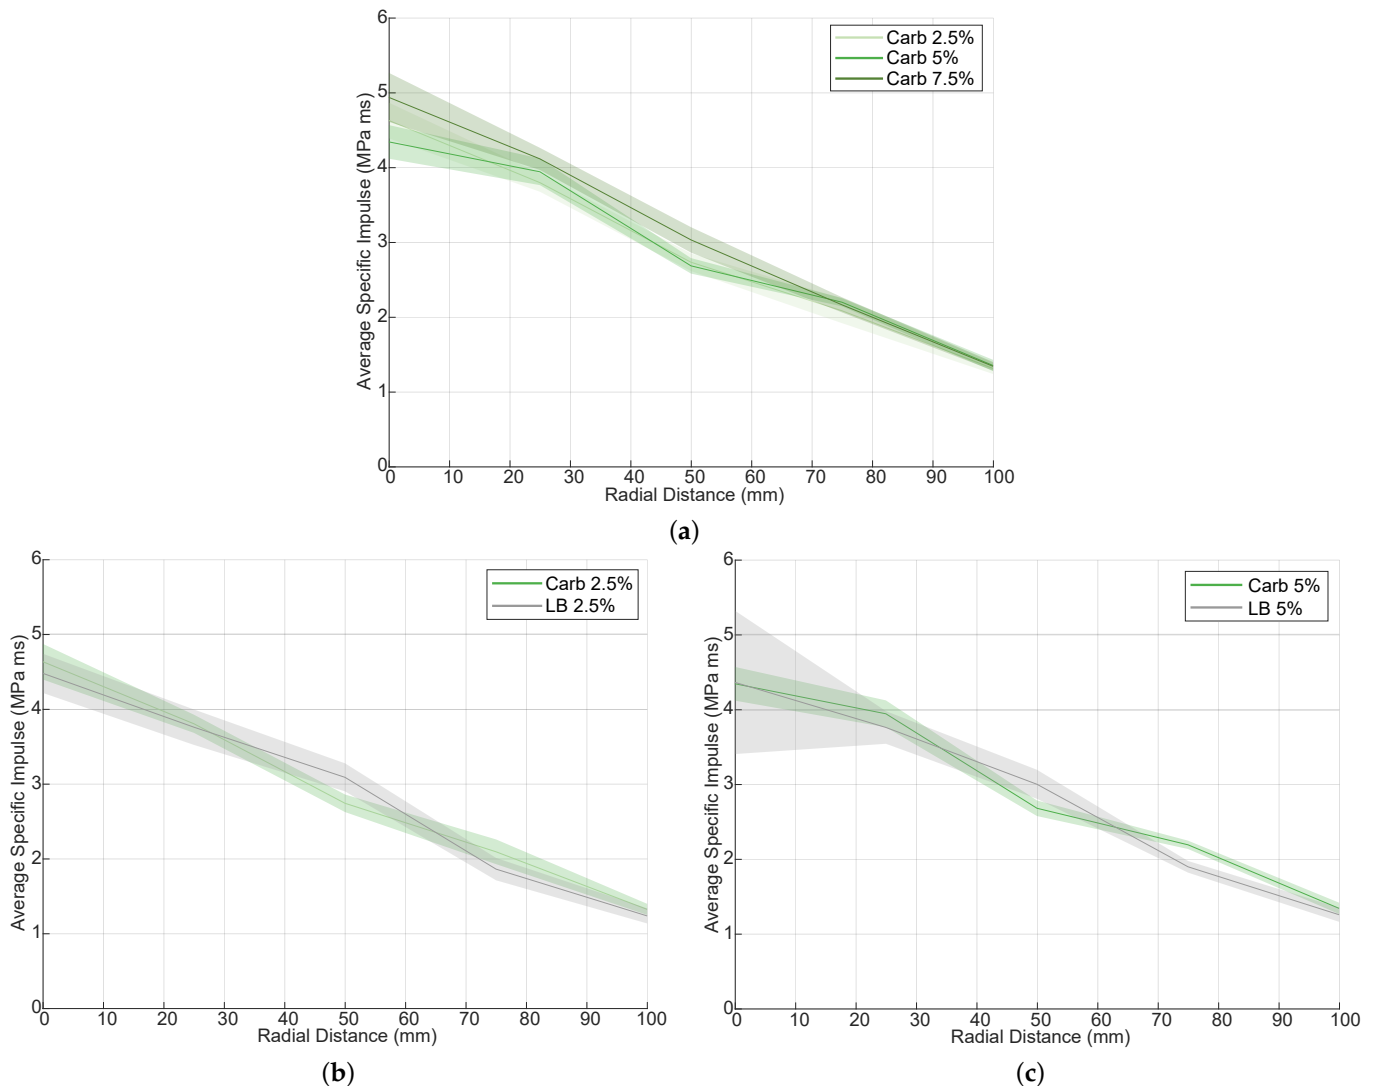 Average Specific Impulse (MPa ms)
6
5
4
3
2
1
0
Carb 2.5%
Carb 5%
Carb 7.5%
0 10 20 30 40 50 60 70 80 90 100
Radial Distance (mm)
(a)
Average Specific Impulse (MPa ms)
6
5
4
3
2
1
0
Carb 2.5%
LB 2.5%
0 10 20 30 40 50 60 70 80 90 100
Radial Distance (mm)
(b)
Average Specific Impulse (MPa ms)
6
5
4
3
2
1
0
Carb 5%
LB 5%
0 10 20 30 40 50 60 70 80 90 100
Radial Distance (mm)
(c)